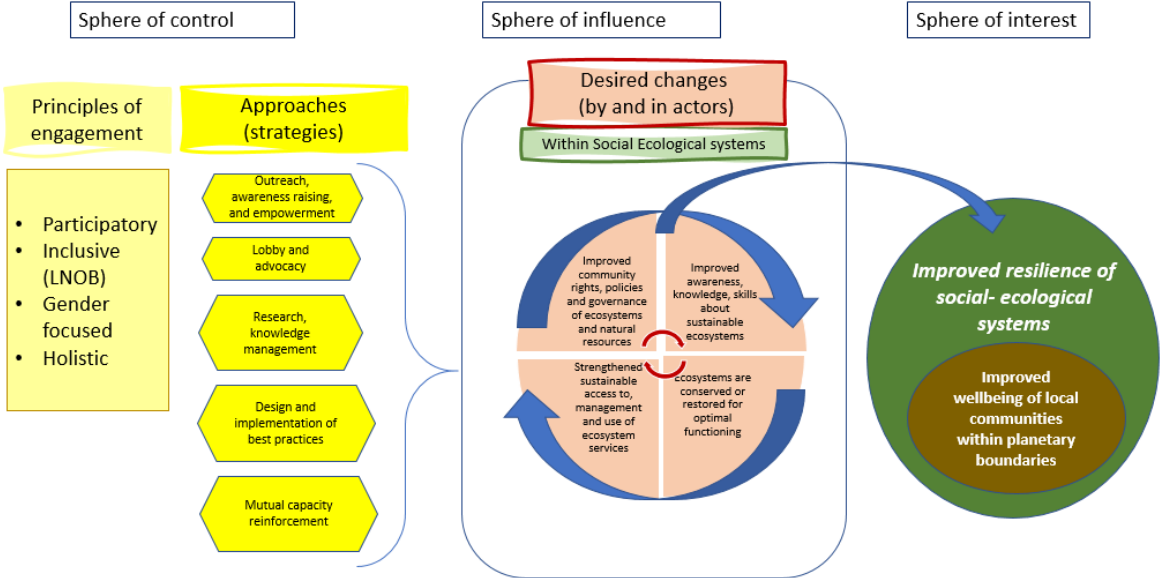 Sphere of control
Sphere of influence
Sphere of interest
Principles of
engagement
Approaches
(strategies)
Desired changes
(by and in actors)
Within Social Ecological systems
• Participatory
• Inclusive
(LNOB)
• Gender
focused
• Holistic
Outreach,
awareness raising,
and empowerment
Lobby and
advocacy
Research,
knowledge
management
Design and
implementation of
best practices
Mutual capacity
reinforcement
Improved
community
rights, policies
and governance
of ecosystems
and natural
resources
Improved
awareness,
knowledge, skills
about
sustainable
ecosystems
Strengthened
sustainable
access to,
management
and use of
ecosystem
services
Ecosystems are
conserved or
restored for
optimal
functioning
Improved resilience of
social- ecological
systems
Improved
wellbeing of local
communities
within planetary
boundaries